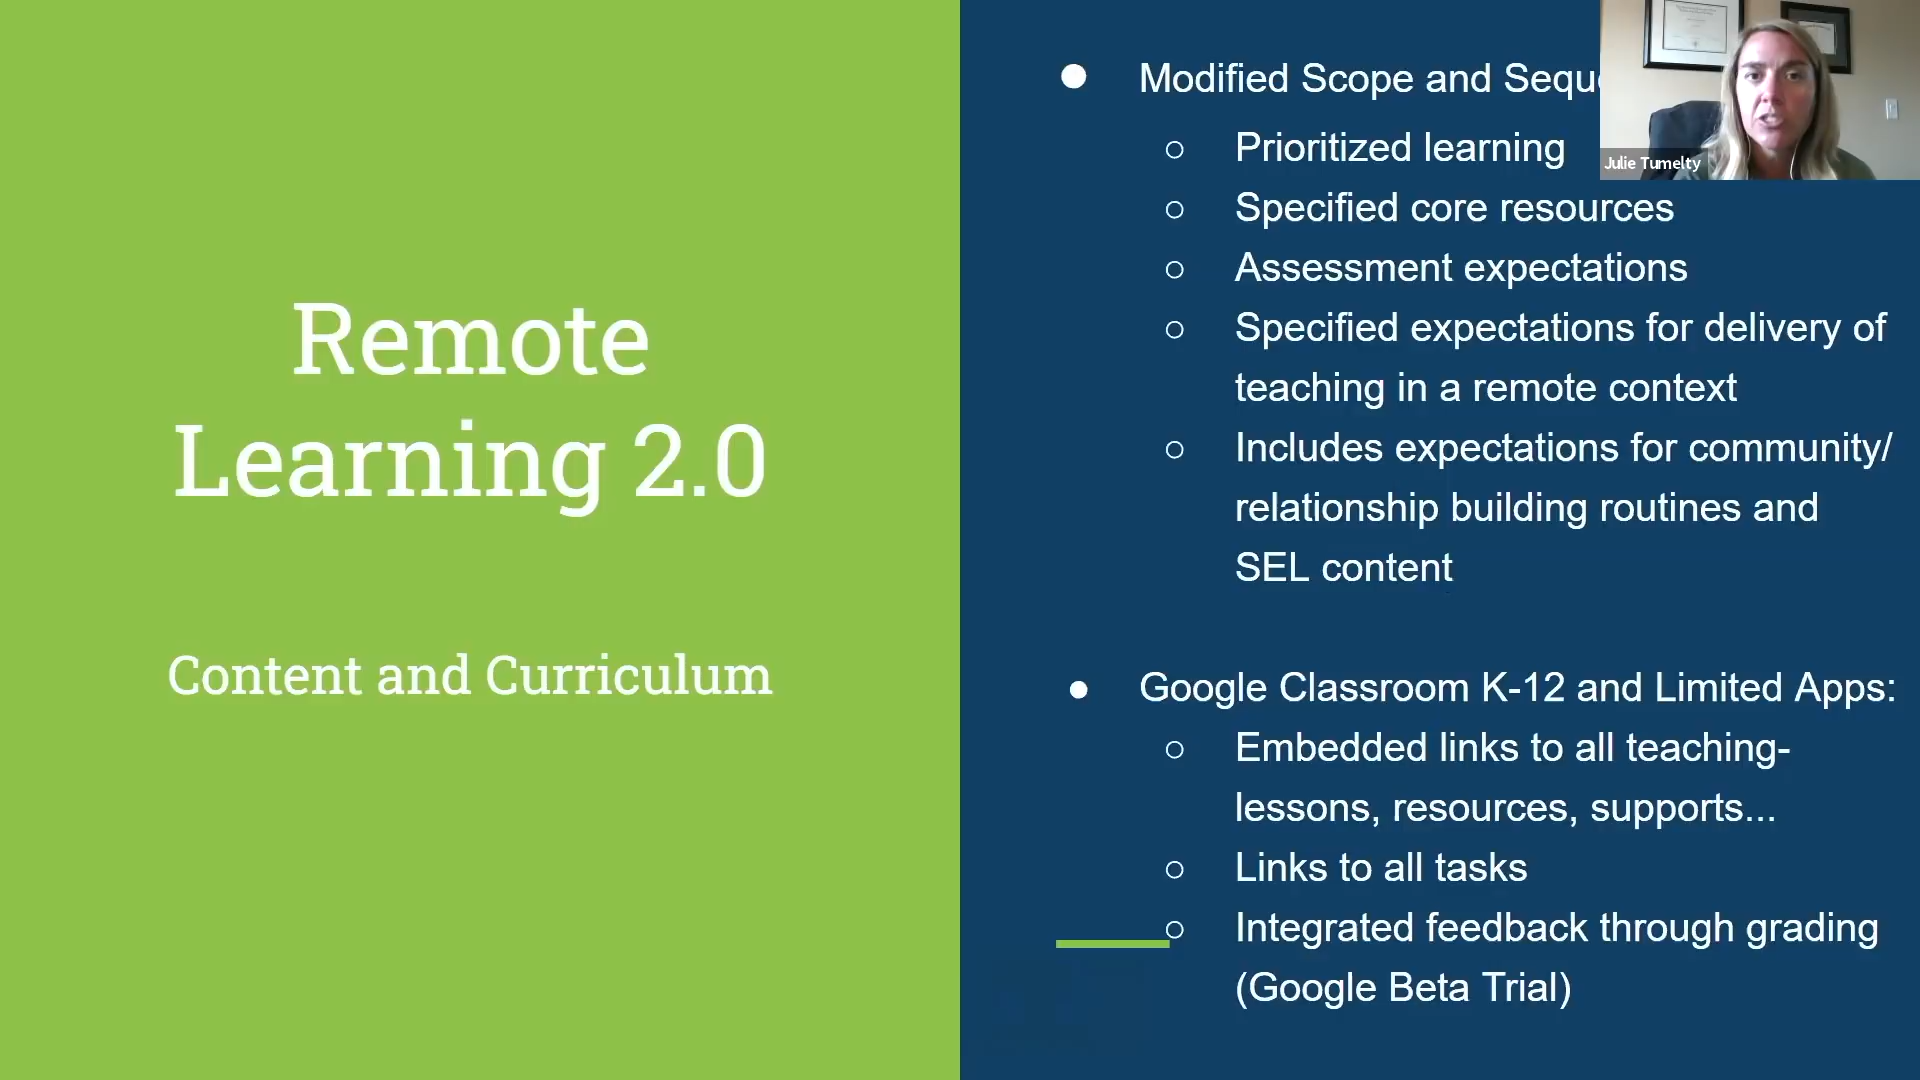 Remote
Learning 2.0
Content and Curriculum
Modified Scope and
Prioritized learning
Specified core resources
Assessment expectations
Specified expectations for delivery of
teaching in a remote context
Includes expectations for community/
relationship building routines and
SEL content
Google Classroom K-12 and Limited Apps:
Embedded links to all teaching-
lessons, resources, supports...
Links to all tasks
Integrated feedback through grading
(Google Beta Trial)
Julie Tumelty